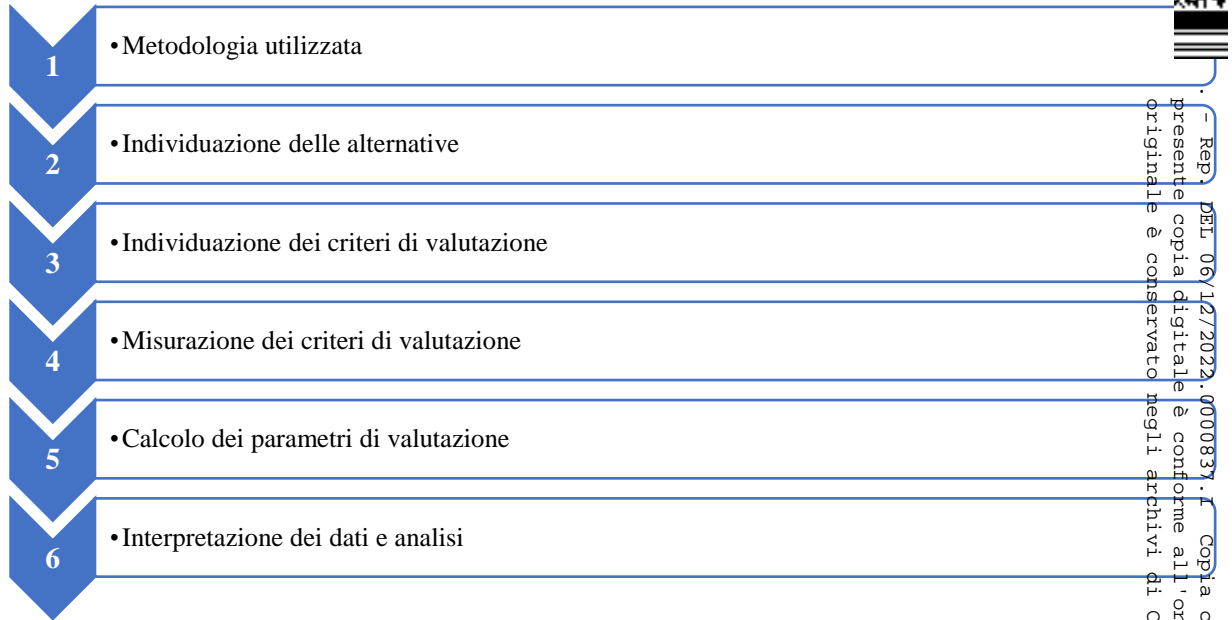 1
•Metodologia utilizzata
2
•Individuazione delle alternative
3
•Individuazione dei criteri di valutazione
4
•Misurazione dei criteri di valutazione
5
•Calcolo dei parametri di valutazione
6
•Interpretazione dei dati e analisi
. - Rep. DEL 06/12/2022.0000837.I Copia
presente copia digitale è conforme
originale è conservato negli archivi di